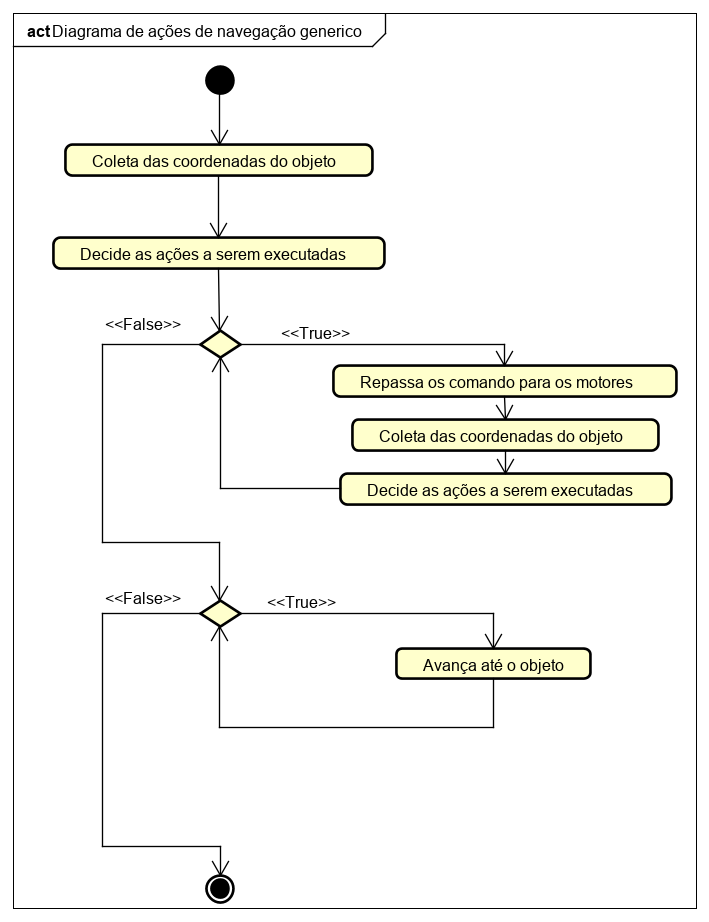 act Diagrama de ações de navegação generico
Coleta das coordenadas do objeto
Decide as ações a serem executadas
<<False>>
<<True>>
Repassa os comando para os motores
Coleta das coordenadas do objeto
Decide as ações a serem executadas
<<False>>
<<True>>
Avança até o objeto